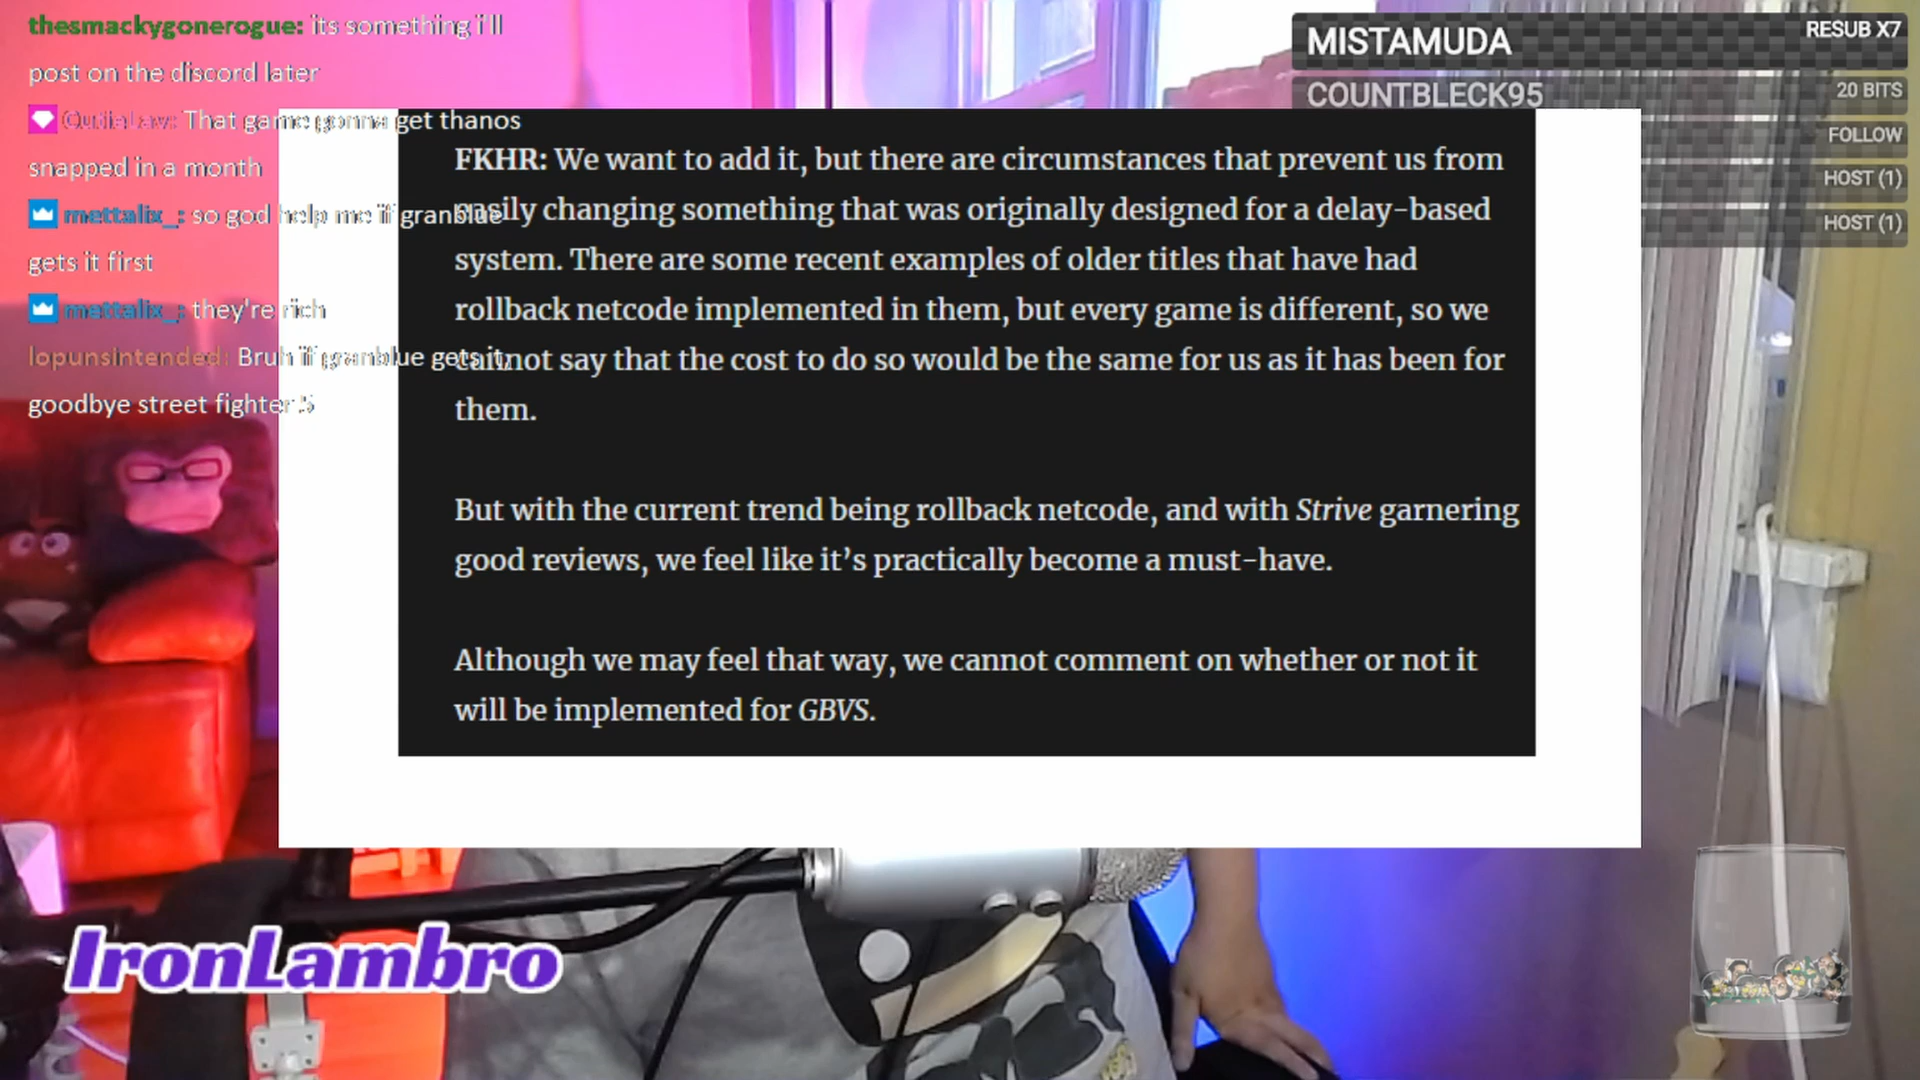 thesmackygonerogue: its something i ll
post on the discord later
That game gonna get thanos
snapped in a month
mettalix_: so god help me if granblue
gets it first
mettalix_: they're rich
lopunsintended: Bruh if granblue gets it,
goodbye street fighter 5
MISTAMUDA RESUB X7
COUNTBLECK95 20 BITS
FOLLOW
HOST (1)
HOST (1)
FKHR: We want to add it, but there are circumstances that prevent us from
easily changing something that was originally designed for a delay-based
system. There are some recent examples of older titles that have had
rollback netcode implemented in them, but every game is different, so we
cannot say that the cost to do so would be the same for us as it has been for
them.
But with the current trend being rollback netcode, and with Strive garnering
good reviews, we feel like it’s practically become a must-have.
Although we may feel that way, we cannot comment on whether or not it
will be implemented for GBVS.
IronLambro